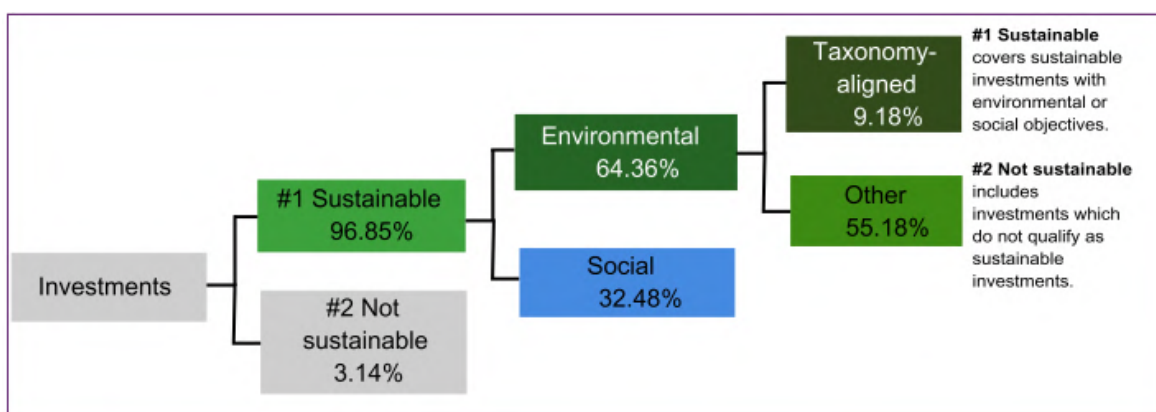 Investments
#1 Sustainable
96.85%
#2 Not
sustainable
3.14%
Environmental
64.36%
Social
32.48%
Taxonomy-
aligned
9.18%
Other
55.18%
#1 Sustainable
covers sustainable
investments with
environmental or
social objectives.
#2 Not sustainable
includes
investments which
do not qualify as
sustainable
investments.